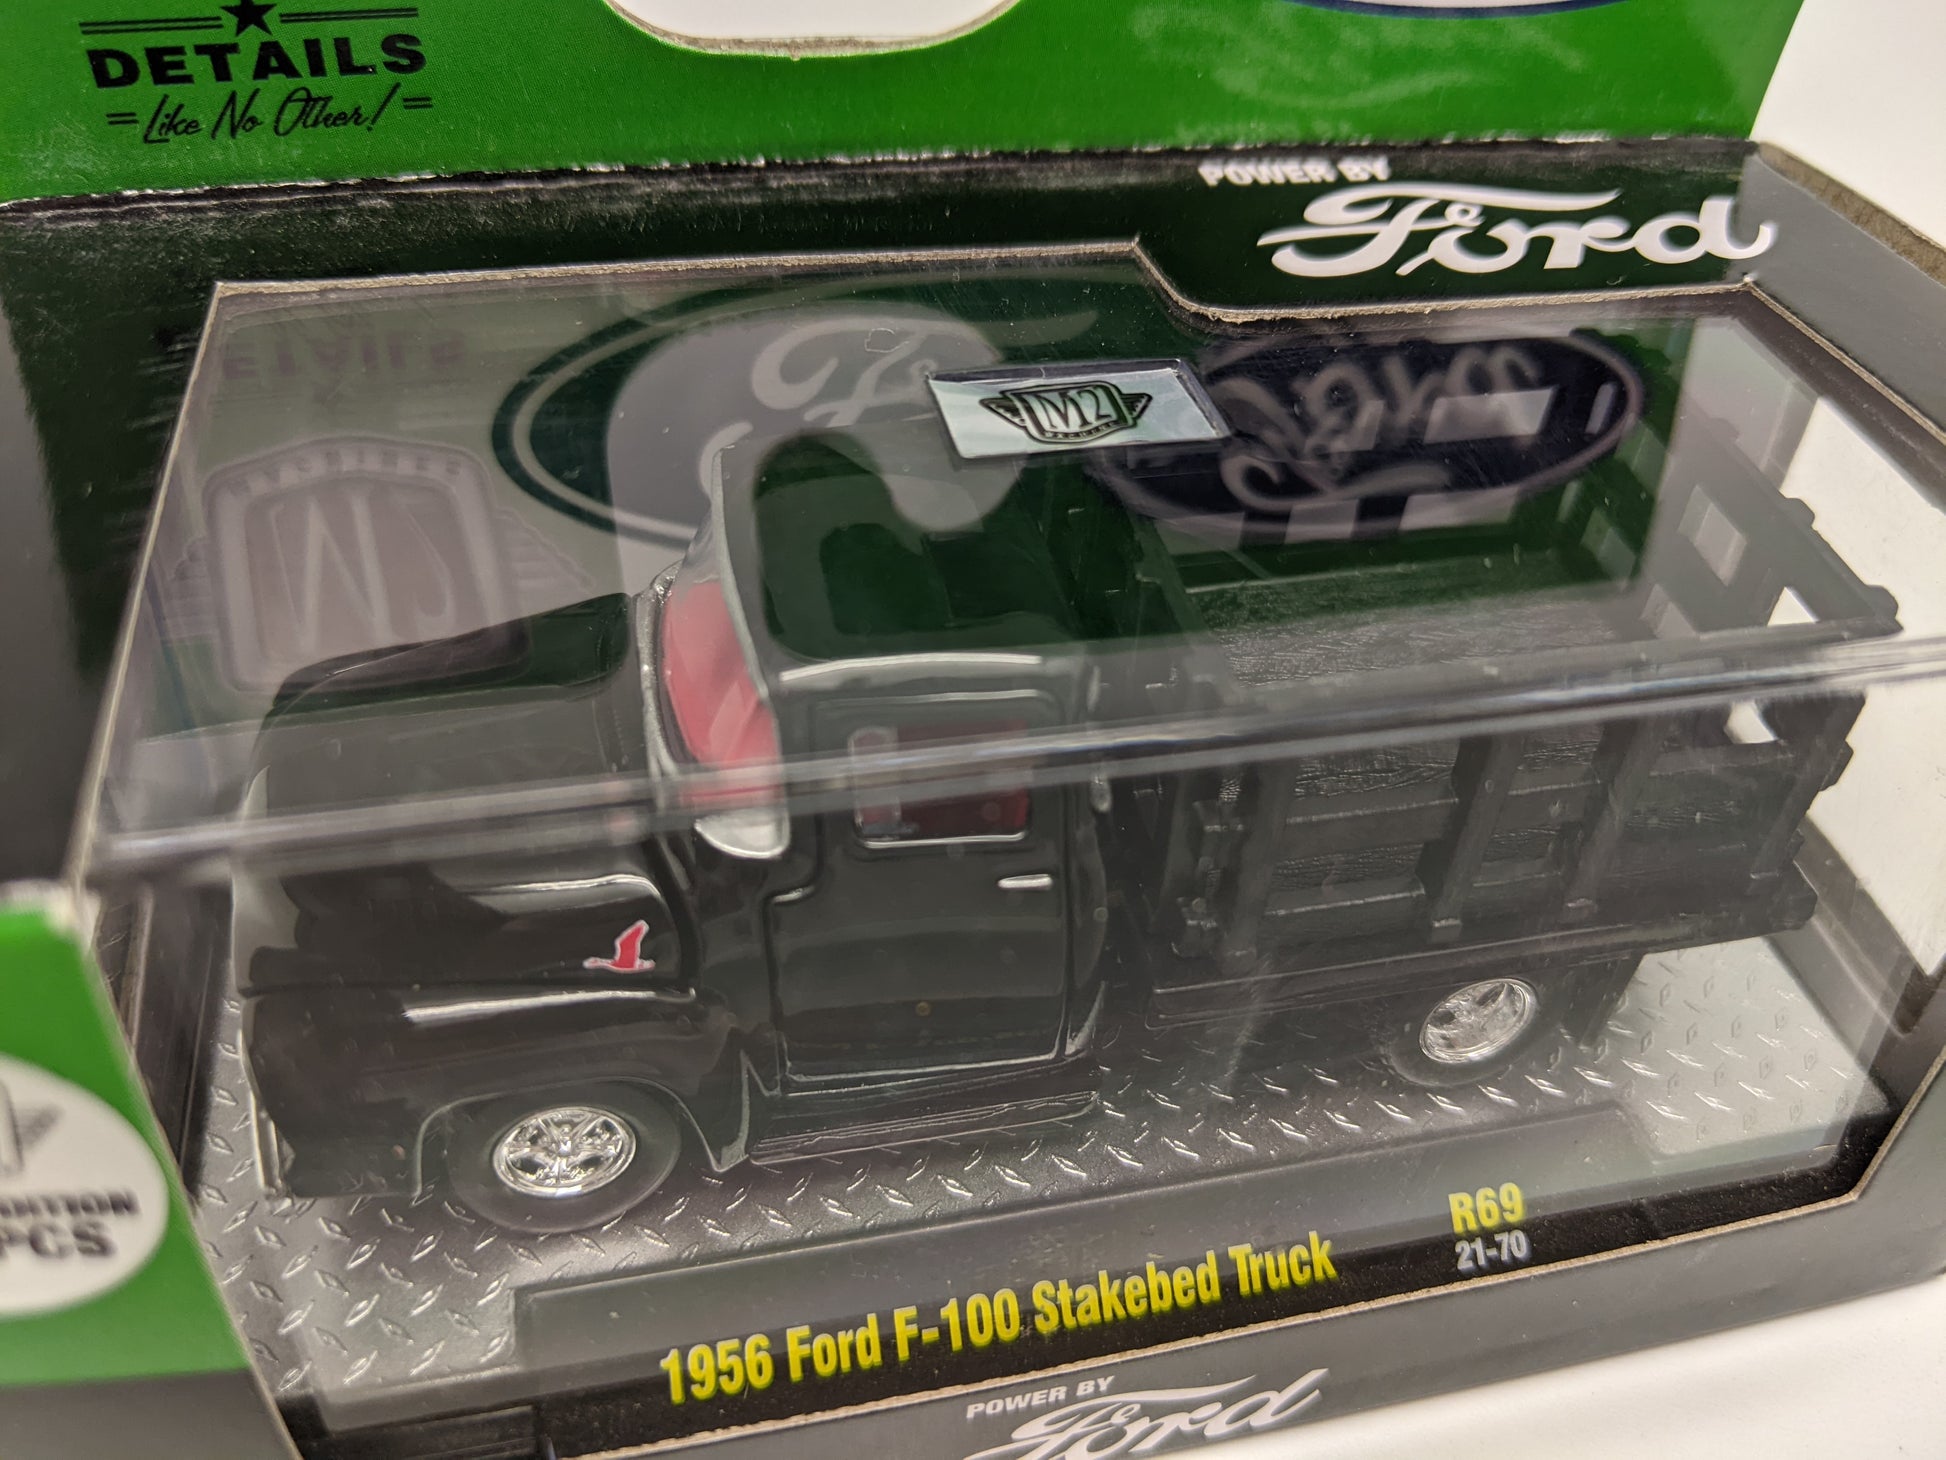 DETAILS
Like No Other!
POWER BY
Ford
M2
MACHINES
1956 Ford F-100 Stakebed Truck
R69
21-70
POWER BY
Ford
PCS